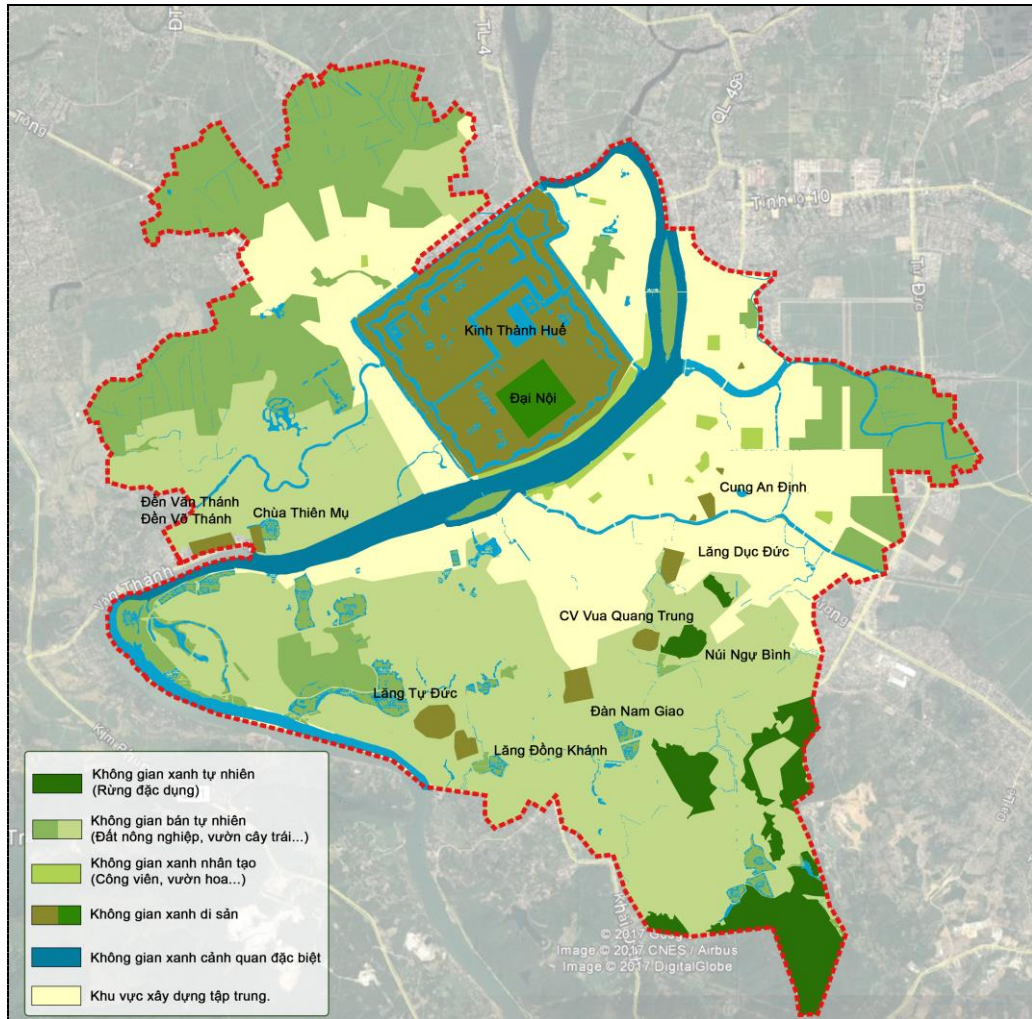 TL 4
QL 49
Tỉnh lộ 10
Tự Đức
Kinh Thành Huế
Đại Nội
Cung An Định
Đền Văn Thánh
Đền Võ Thánh
Chùa Thiên Mụ
Lăng Dục Đức
CV Vua Quang Trung
Núi Ngự Bình
Lăng Tự Đức
Đàn Nam Giao
Lăng Đồng Khánh
Không gian xanh tự nhiên
(Rừng đặc dụng)
Không gian bán tự nhiên
(Đất nông nghiệp, vườn cây trái...)
Không gian xanh nhân tạo
(Công viên, vườn hoa...)
Không gian xanh di sản
Không gian xanh cảnh quan đặc biệt
Khu vực xây dựng tập trung.
© 2017
Image © 2017 CNES / Airbus
Image © 2017 DigitalGlobe